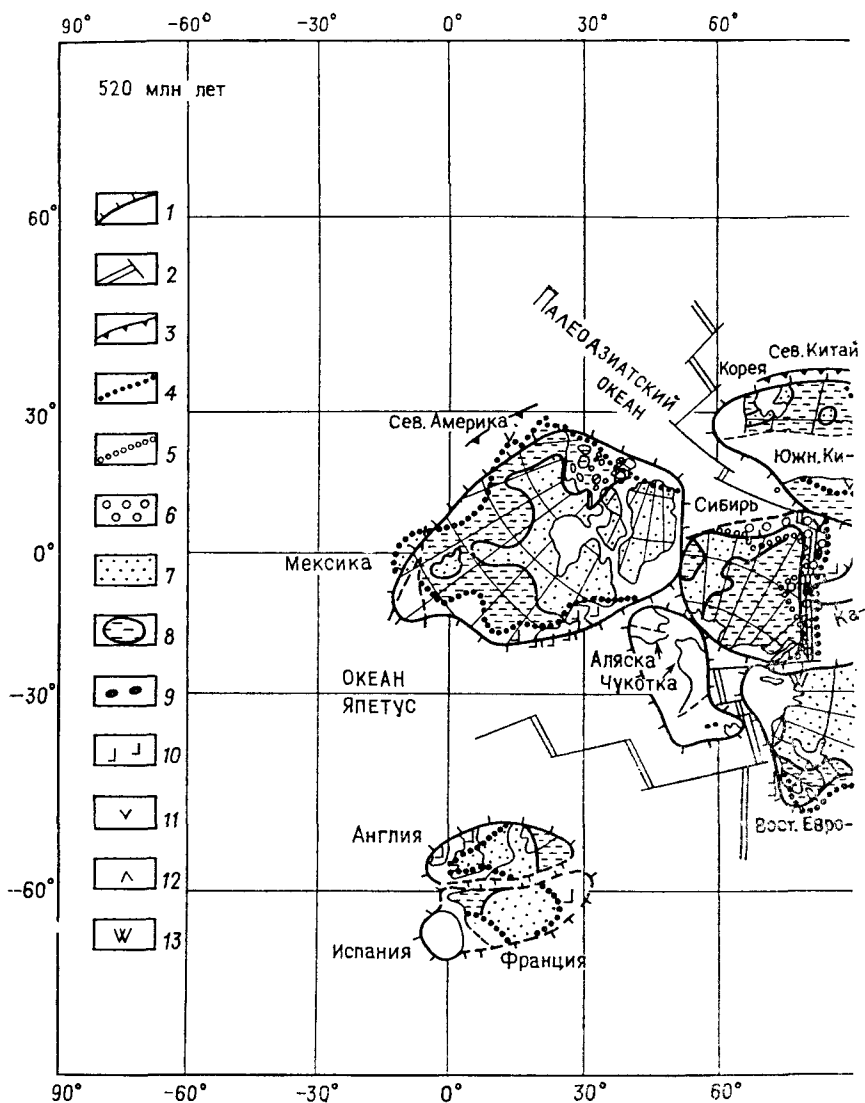 90° -60° -30° 0° 30° 60°
520 млн лет
1
60°
2
ПАЛЕОАЗИАТСКИЙ
ОКЕАН
3
Корея
Сев. Китай
4
30°
Сев. Америка
5
Южн. Ки-
6
Сибирь
0°
7
Мексика
8
Ка-
Аляска
Чукотка
ОКЕАН
ЯПЕТУС
-30°
9
10
11
Англия
Вост. Евро-
12
-60°
13
Испания
Франция
90° -60° -30° 0° 30° 60°